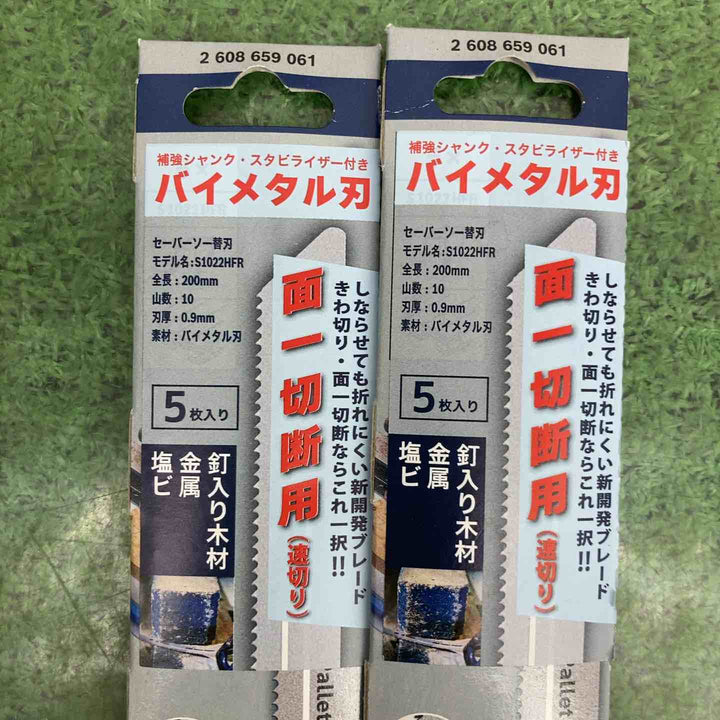 2 608 659 061
補強シャンク・スタビライザー付き
バイメタル刃
セーバーソー替刃
モデル名:S1022HFR
全長:200mm
山数:10
刃厚:0.9mm
素材:バイメタル刃
しならせても折れにくい新開発ブレード
きわ切り・面一切断ならこれ一択!!
面一切断用(速切り)
5枚入り
釘入り木材
金属
塩ビ
Pallet
2 608 659 061
補強シャンク・スタビライザー付き
バイメタル刃
セーバーソー替刃
モデル名:S1022HFR
全長:200mm
山数:10
刃厚:0.9mm
素材:バイメタル刃
しならせても折れにくい新開発ブレード
きわ切り・面一切断ならこれ一択!!
面一切断用(速切り)
5枚入り
釘入り木材
金属
塩ビ
Pallet